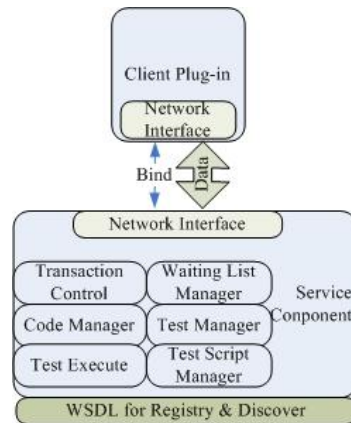 Client Plug-in
Network
Interface
Bind
Data
Network Interface
Transaction
Control
Waiting List
Manager
Service
Conponent
Code Manager
Test Manager
Test Execute
Test Script
Manager
WSDL for Registry & Discover